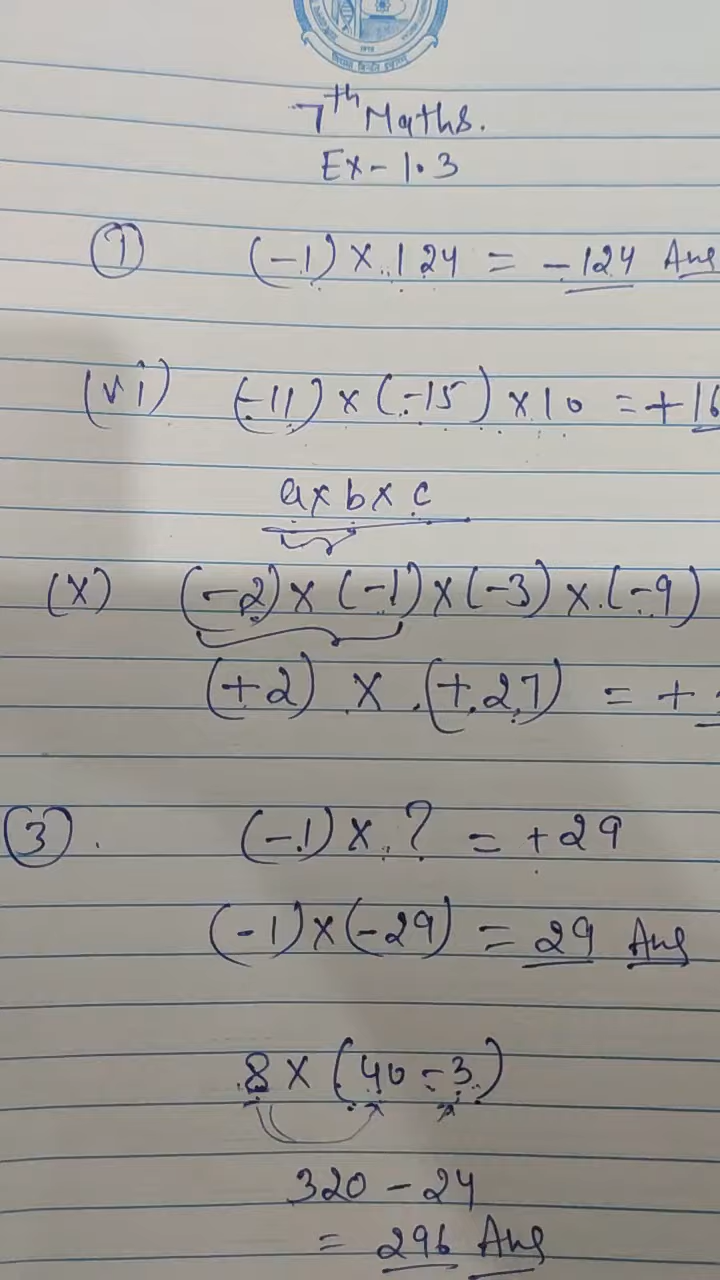 7th Maths.
Ex - 1.3
① (-1) × 124 = -124 Ans
(vi) (-11) × (-15) × 10 = +16
a × b × c
(x) (-2) × (-1) × (-3) × (-9)
(+2) × (+27) = +
③. (-1) × ? = +29
(-1) × (-29) = 29 Ans
8 × (40 - 3)
320 - 24
= 296 Ans